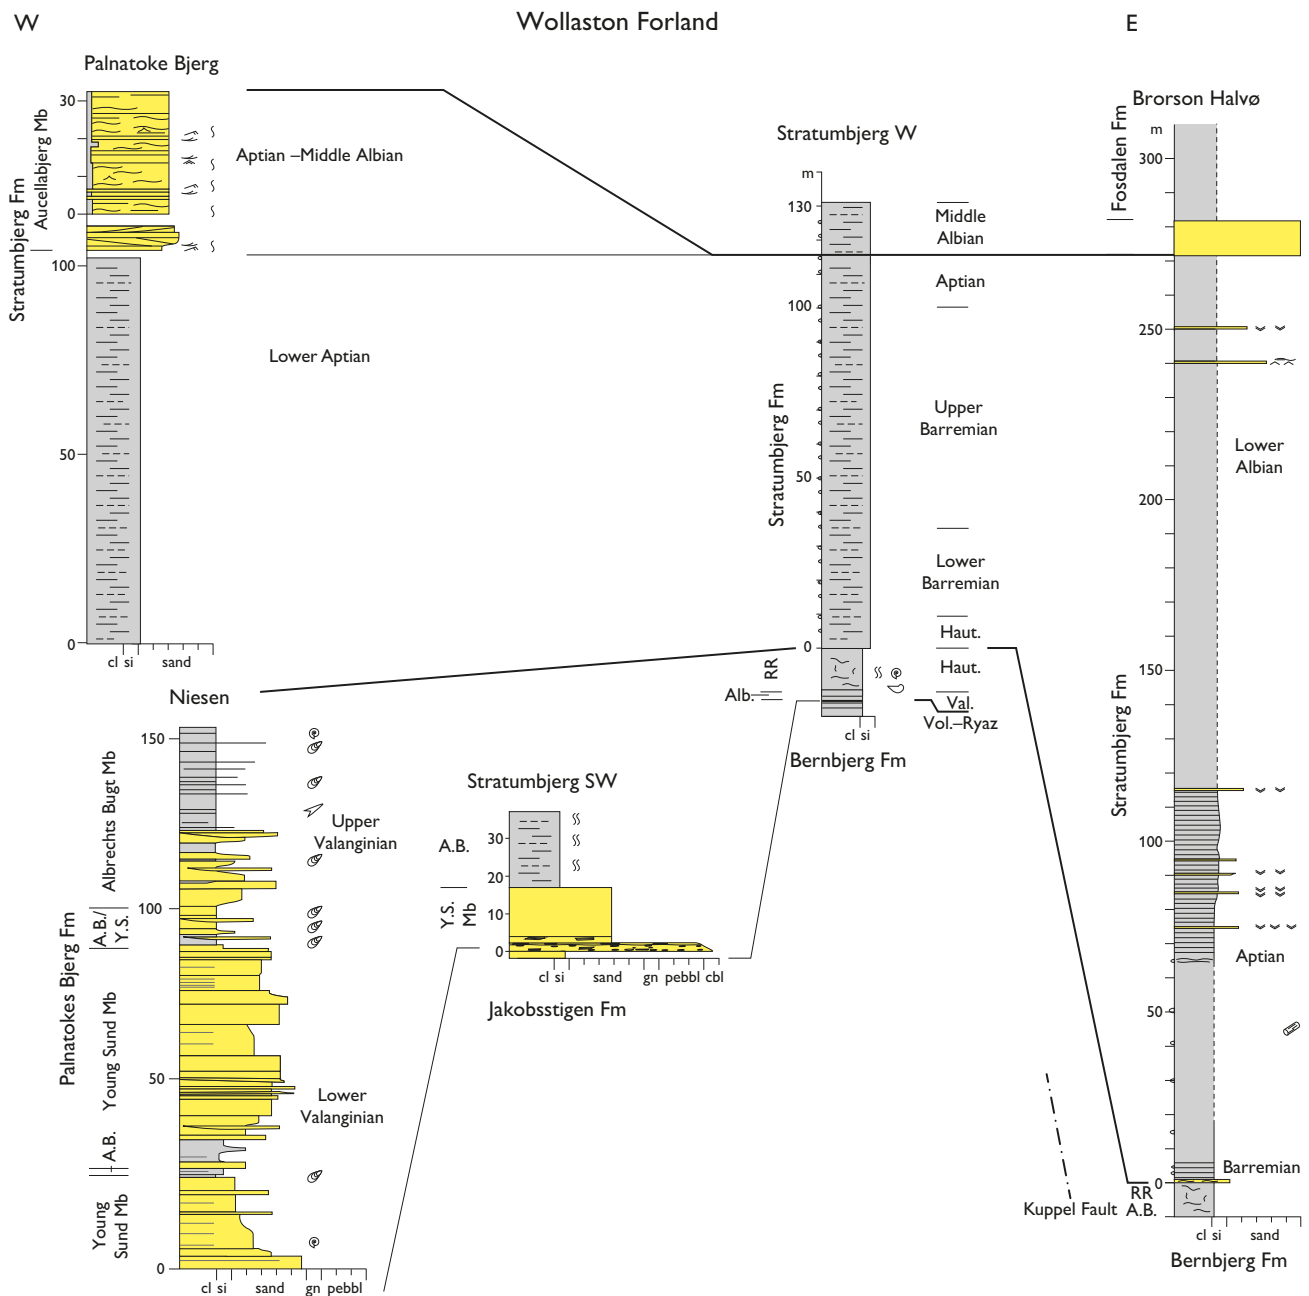 W
Wollaston Forland
E
Palnatoke Bjerg
30
0
100
50
0
cl si
sand
Stratumbjerg Fm
Aucellabjerg Mb
Aptian –Middle Albian
Lower Aptian
Niesen
150
100
50
0
cl si
sand
gn pebbl
Palnatokes Bjerg Fm
Albrechts Bugt Mb
A.B./
Y.S.
Young Sund Mb
A.B.
Young
Sund Mb
Upper
Valanginian
Lower
Valanginian
Stratumbjerg SW
30
20
10
0
A.B.
Y.S.
Mb
cl si
sand
gn pebbl cbl
Jakobsstigen Fm
Stratumbjerg W
m
130
100
50
0
Stratumbjerg Fm
RR
Alb.
cl si
Bernbjerg Fm
Middle
Albian
Aptian
Upper
Barremian
Lower
Barremian
Haut.
Haut.
Val.
Vol.–Ryaz
Brorson Halvø
m
300
250
200
150
100
50
0
Fosdalen Fm
Stratumbjerg Fm
Lower
Albian
Aptian
Barremian
Kuppel Fault
RR
A.B.
cl si
sand
Bernbjerg Fm